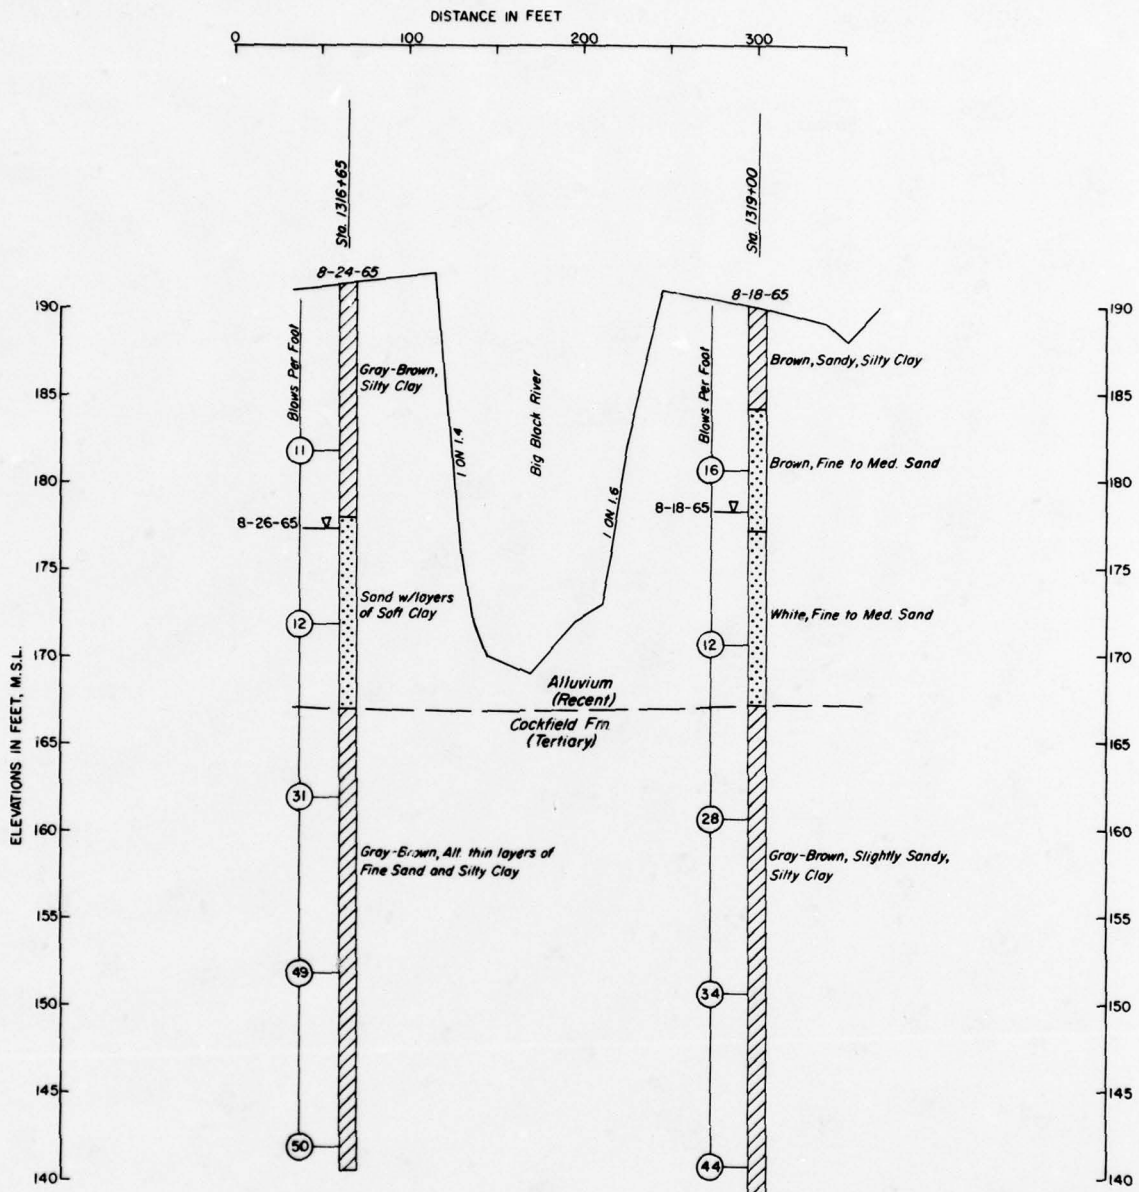 DISTANCE IN FEET
0 100 200 300
Sta. 1316+65
Sta. 1319+00
8-24-65
8-18-65
190
190
Blows Per Foot
Blows Per Foot
Gray-Brown,
Silty Clay
Brown, Sandy, Silty Clay
185
185
1 ON 1.4
Big Black River
1 ON 1.6
11
16
Brown, Fine to Med. Sand
180
180
8-26-65
8-18-65
175
175
Sand w/layers
of Soft Clay
White, Fine to Med. Sand
12
12
170
170
Alluvium
(Recent)
Cockfield Fm.
(Tertiary)
165
165
ELEVATIONS IN FEET, M.S.L.
31
28
160
160
Gray-Brown, Alt. thin layers of
Fine Sand and Silty Clay
Gray-Brown, Slightly Sandy,
Silty Clay
155
155
49
34
150
150
145
145
50
44
140
140